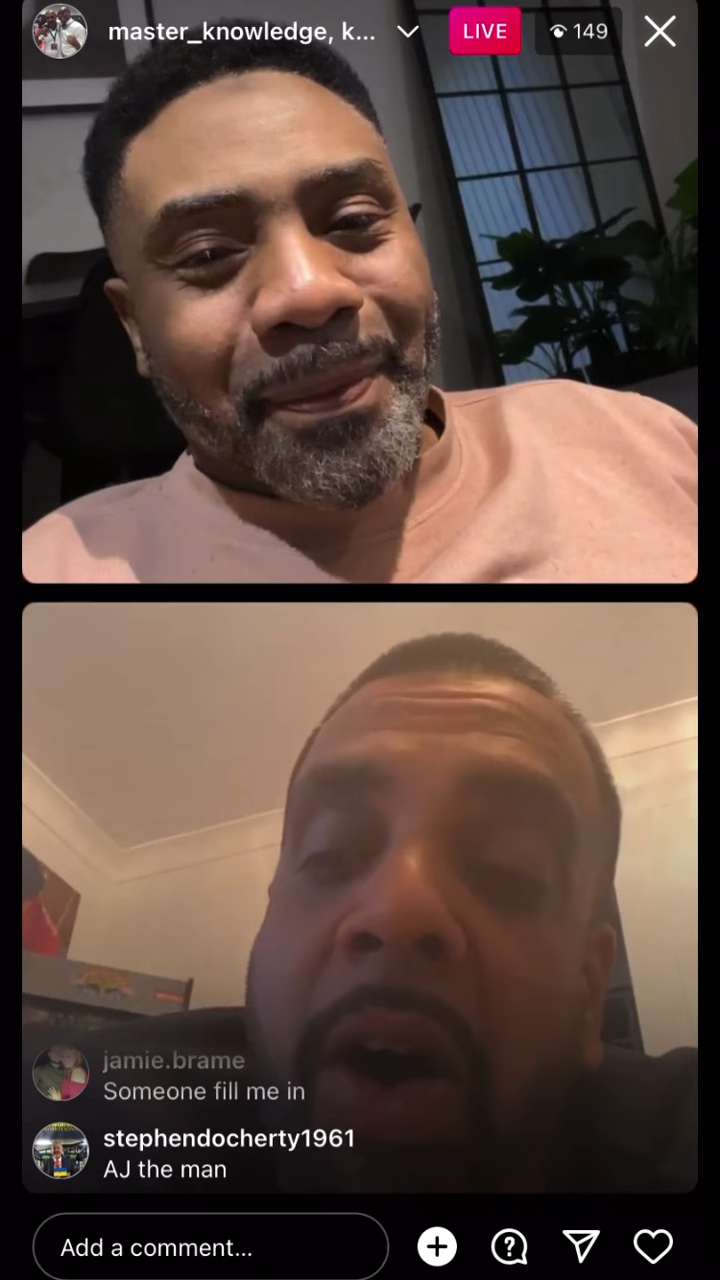 master_knowledge, k...
LIVE
149
jamie.brame
Someone fill me in
stephendocherty1961
AJ the man
Add a comment...